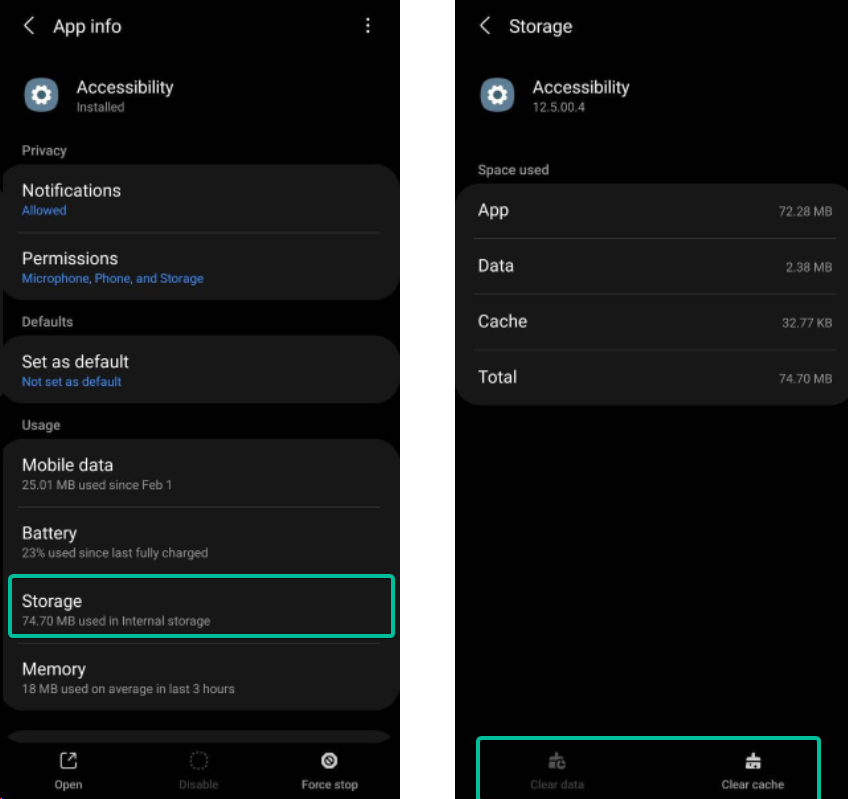 App info
Accessibility
Installed
Privacy
Notifications
Allowed
Permissions
Microphone, Phone, and Storage
Defaults
Set as default
Not set as default
Usage
Mobile data
25.01 MB used since Feb 1
Battery
23% used since last fully charged
Storage
74.70 MB used in Internal storage
Memory
18 MB used on average in last 3 hours
Open
Disable
Force stop
Storage
Accessibility
12.5.00.4
Space used
App 72.28 MB
Data 2.38 MB
Cache 32.77 KB
Total 74.70 MB
Clear data
Clear cache